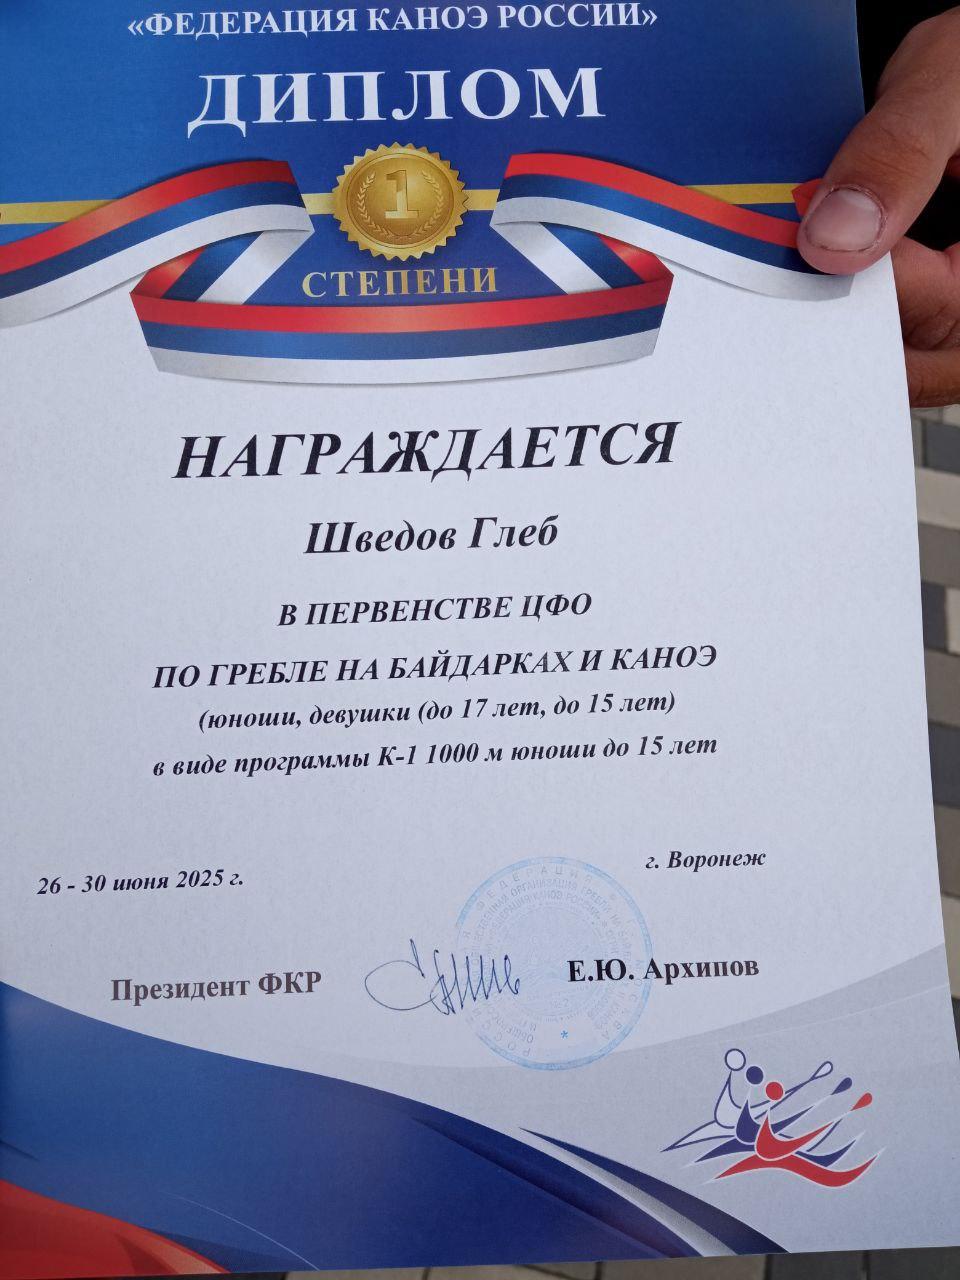 «ФЕДЕРАЦИЯ КАНОЭ РОССИИ»
ДИПЛОМ
1
СТЕПЕНИ
НАГРАЖДАЕТСЯ
Шведов Глеб
В ПЕРВЕНСТВЕ ЦФО
ПО ГРЕБЛЕ НА БАЙДАРКАХ И КАНОЭ
(юноши, девушки (до 17 лет, до 15 лет)
в виде программы К-1 1000 м юноши до 15 лет
26 - 30 июня 2025 г.
г. Воронеж
Президент ФКР
Е.Ю. Архипов